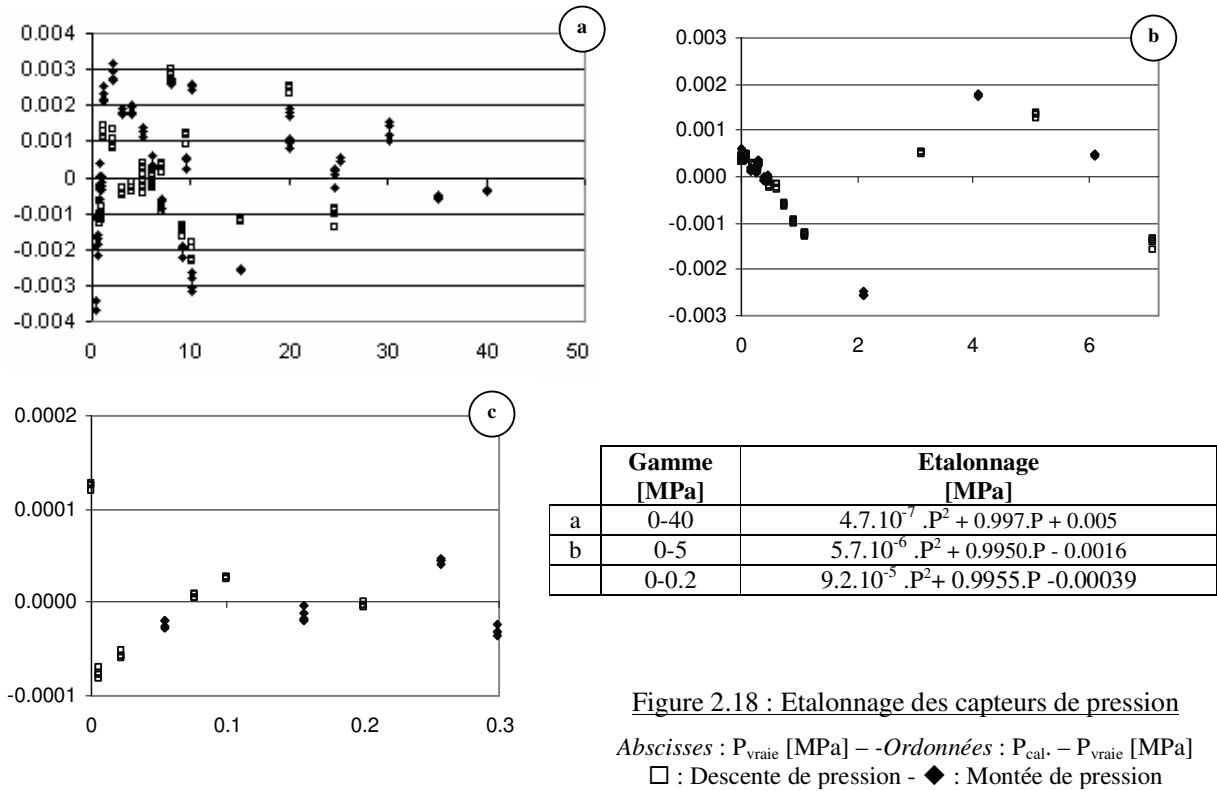 a
0.004
0.003
0.002
0.001
0
-0.001
-0.002
-0.003
-0.004
0 10 20 30 40 50
b
0.003
0.002
0.001
0.000
-0.001
-0.002
-0.003
0 2 4 6
c
0.0002
0.0001
0.0000
-0.0001
0 0.1 0.2 0.3
Gamme Etalonnage
[MPa] [MPa]
a 0-40 4.7.10⁻⁷ .P² + 0.997.P + 0.005
b 0-5 5.7.10⁻⁶ .P² + 0.9950.P - 0.0016
0-0.2 9.2.10⁻⁵ .P²+ 0.9955.P -0.00039
Figure 2.18 : Etalonnage des capteurs de pression
Abscisses : Pvraie [MPa] – -Ordonnées : Pcal. – Pvraie [MPa]
□ : Descente de pression - ◆ : Montée de pression